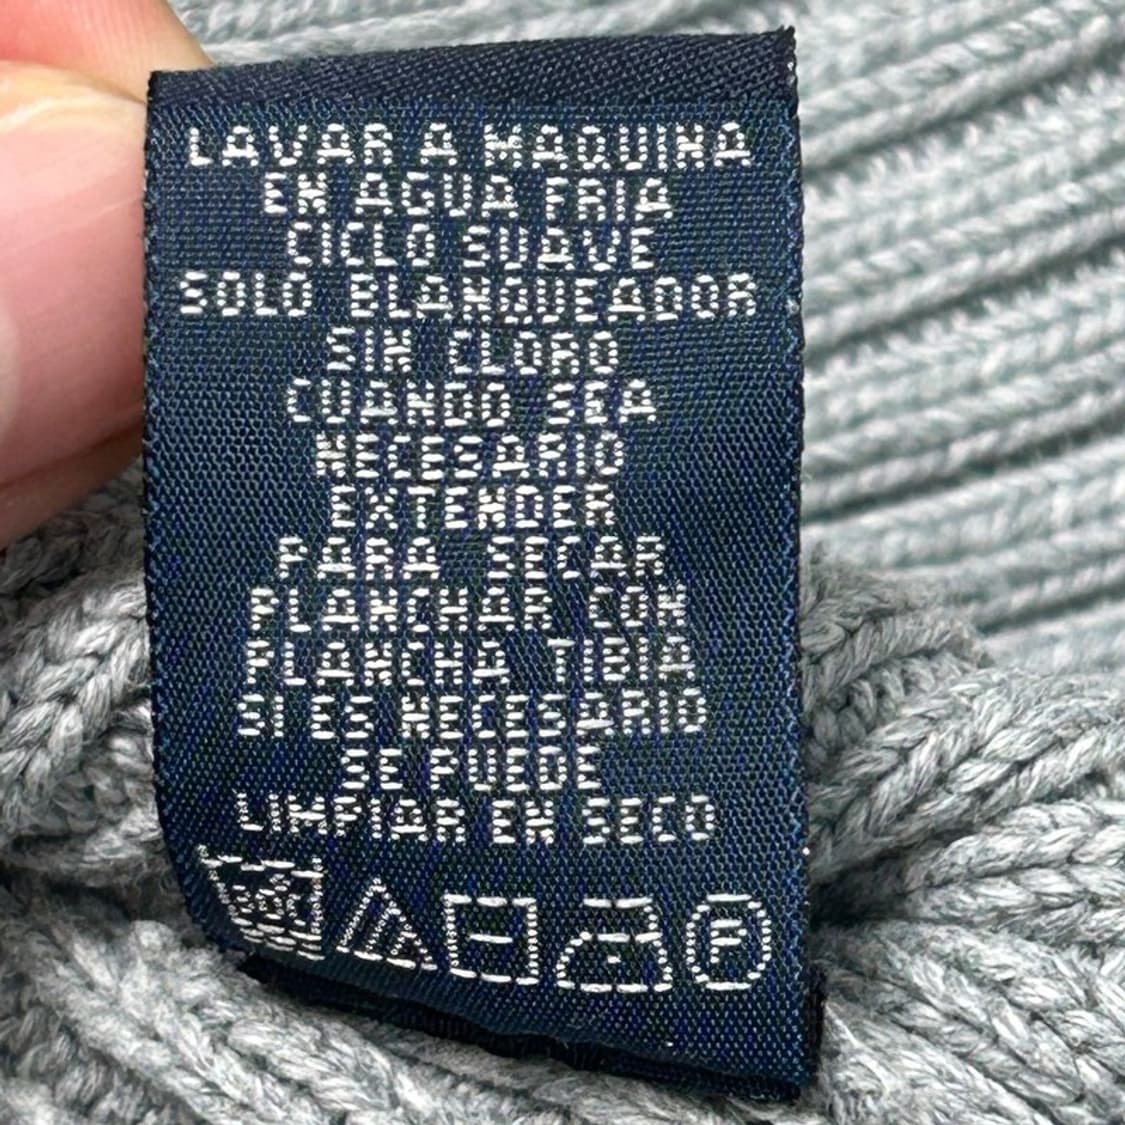 LAVAR A MAQUINA
EN AGUA FRIA
CICLO SUAVE
SOLO BLANQUEADOR
SIN CLORO
CUANDO SEA
NECESARIO
EXTENDER
PARA SECAR
PLANCHAR CON
PLANCHA TIBIA
SI ES NECESARIO
SE PUEDE
LIMPIAR EN SECO
F